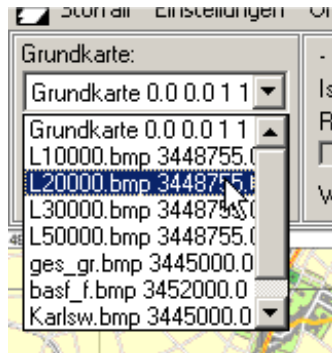 Störfall Einstellungen
Grundkarte:
Grundkarte 0.0 0.0 1 1
Grundkarte 0.0 0.0 1 1
L10000.bmp 3448755.0
L20000.bmp 3448755.0
L30000.bmp 3448755.0
L50000.bmp 3448755.0
ges_gr.bmp 3445000.0
basf_f.bmp 3452000.0
Karlsw.bmp 3445000.0